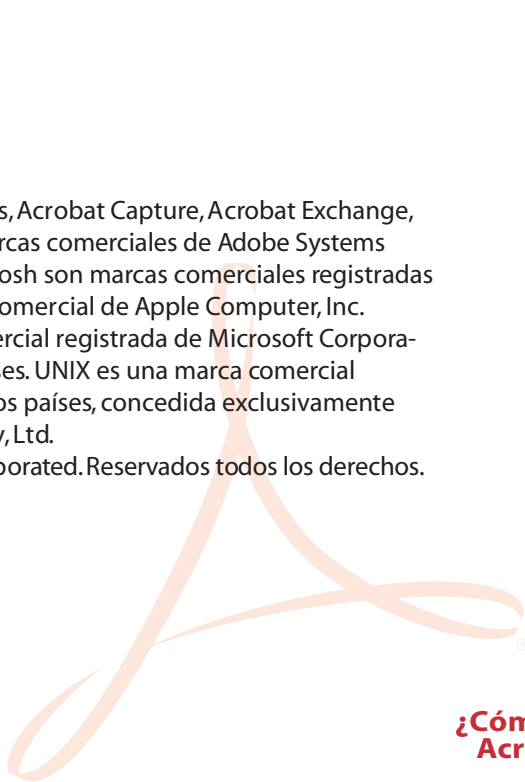 s, Acrobat Capture, Acrobat Exchange,
rcas comerciales de Adobe Systems
osh son marcas comerciales registradas
omercial de Apple Computer, Inc.
ercial registrada de Microsoft Corpora-
ses. UNIX es una marca comercial
os países, concedida exclusivamente
y, Ltd.
porated. Reservados todos los derechos.
®
¿Cóm
Acr